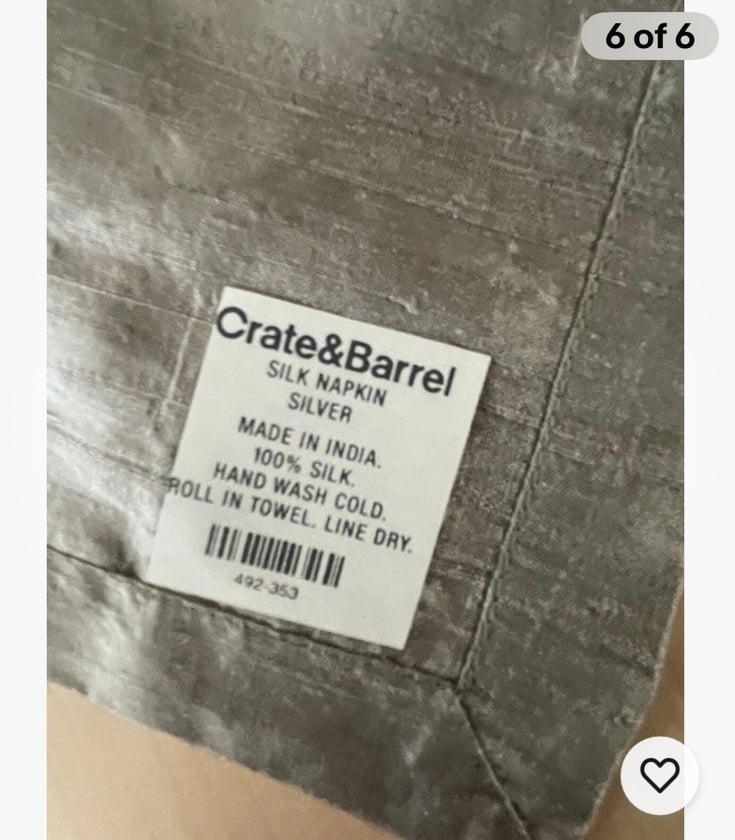 6 of 6
Crate&Barrel
SILK NAPKIN
SILVER
MADE IN INDIA.
100% SILK.
HAND WASH COLD.
ROLL IN TOWEL. LINE DRY.
492-353